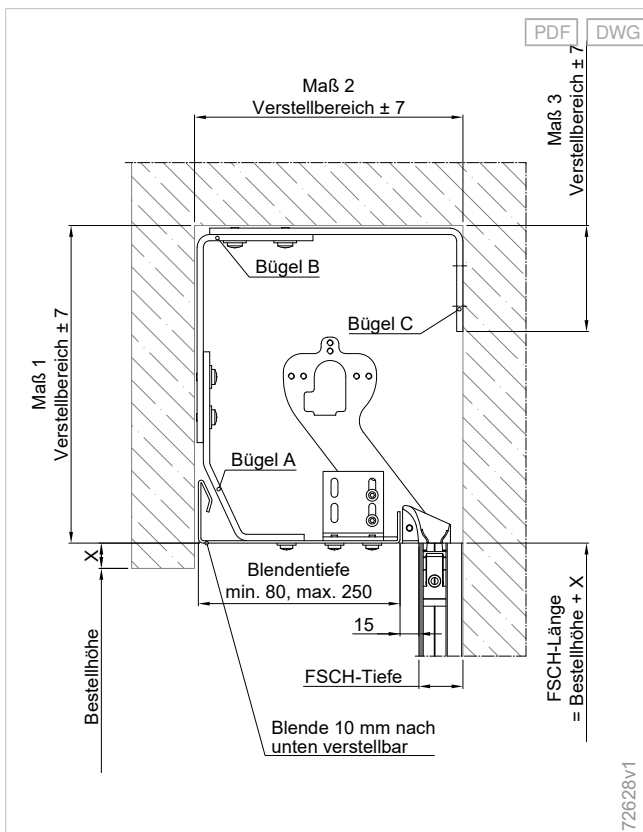 PDF
DWG
Maß 2
Verstellbereich ± 7
Maß 3
Verstellbereich ± 7
Bügel B
Bügel C
Maß 1
Verstellbereich ± 7
Bügel A
X
Blendentiefe
min. 80, max. 250
15
FSCH-Tiefe
Bestellhöhe
FSCH-Länge
= Bestellhöhe + X
Blende 10 mm nach
unten verstellbar
72628v1